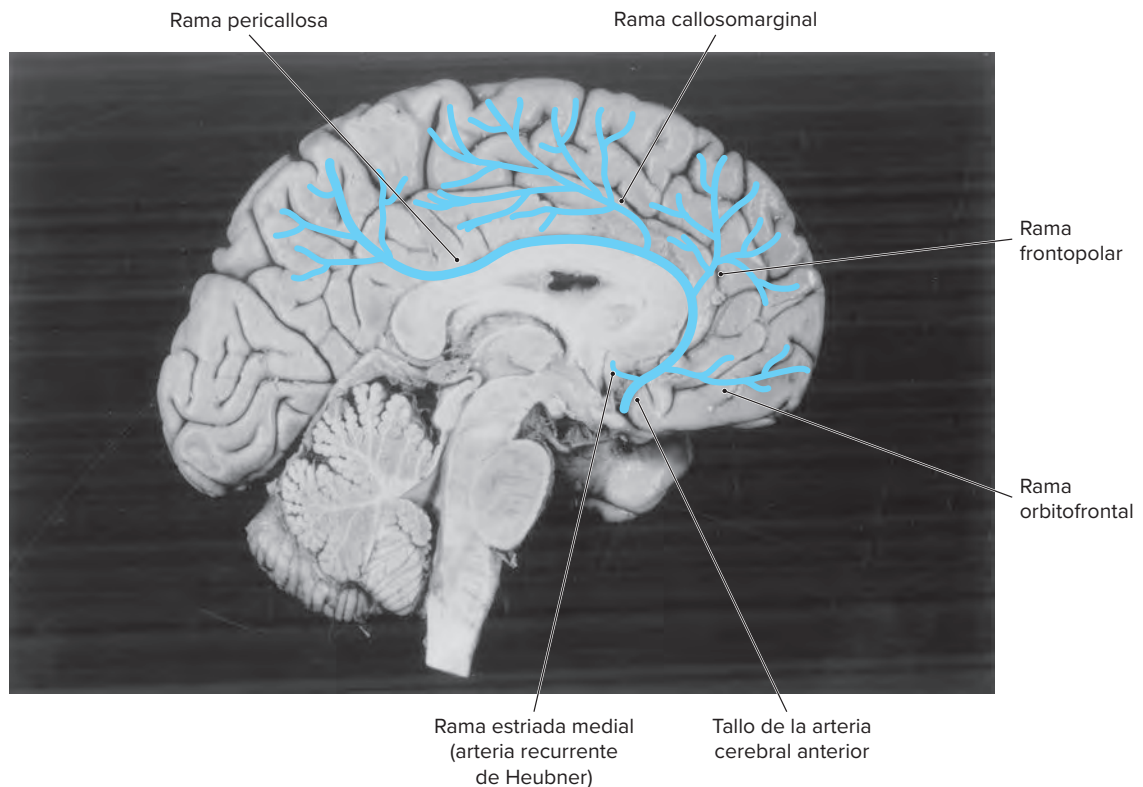 Rama pericallosa
Rama callosomarginal
Rama
frontopolar
Rama
orbitofrontal
Rama estriada medial
(arteria recurrente
de Heubner)
Tallo de la arteria
cerebral anterior